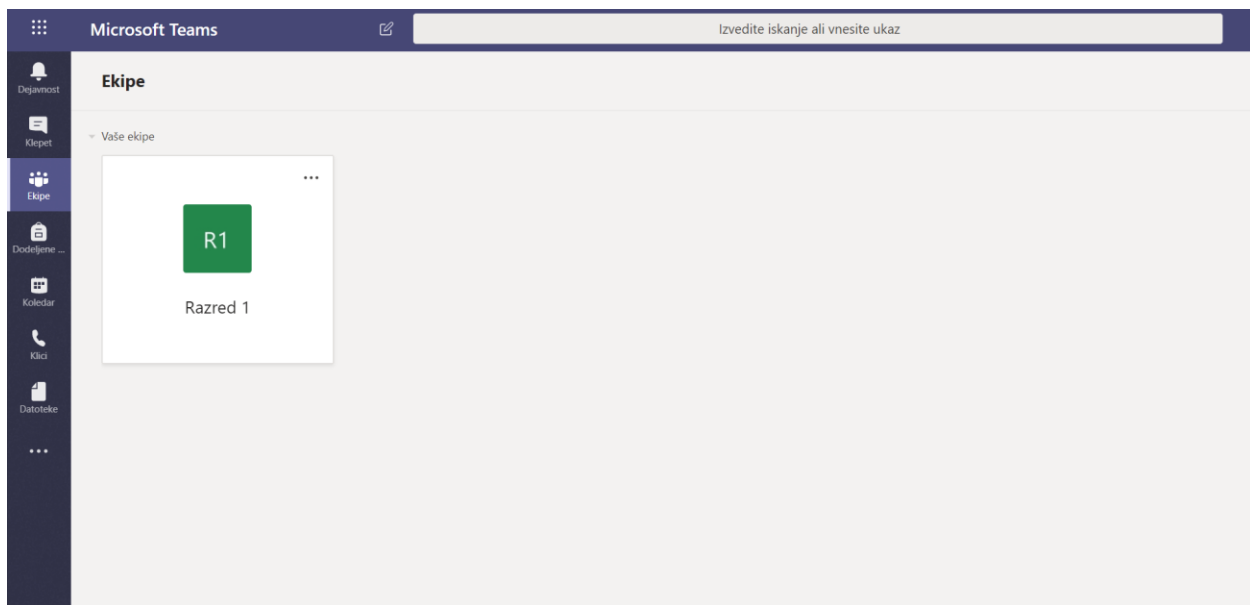 Microsoft Teams
Izvedite iskanje ali vnesite ukaz
Dejavnost
Klepet
Ekipe
Dodeljene ...
Koledar
Klici
Datoteke
Ekipe
Vaše ekipe
R1
Razred 1